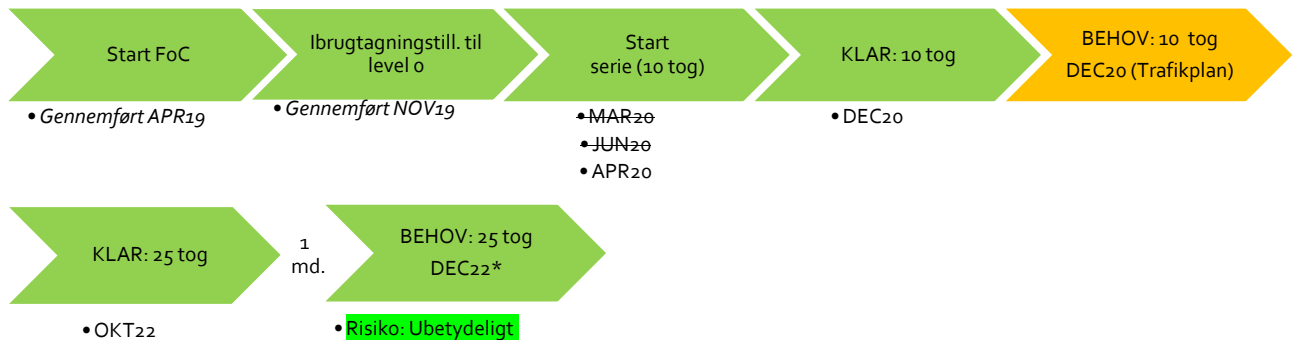 Start FoC
Ibrugtagningstill. til
level 0
Start
serie (10 tog)
KLAR: 10 tog
BEHOV: 10 tog
DEC20 (Trafikplan)
• Gennemført APR19
• Gennemført NOV19
• MAR20
• JUN20
• APR20
• DEC20
KLAR: 25 tog
1
md.
BEHOV: 25 tog
DEC22*
• OKT22
• Risiko: Ubetydeligt